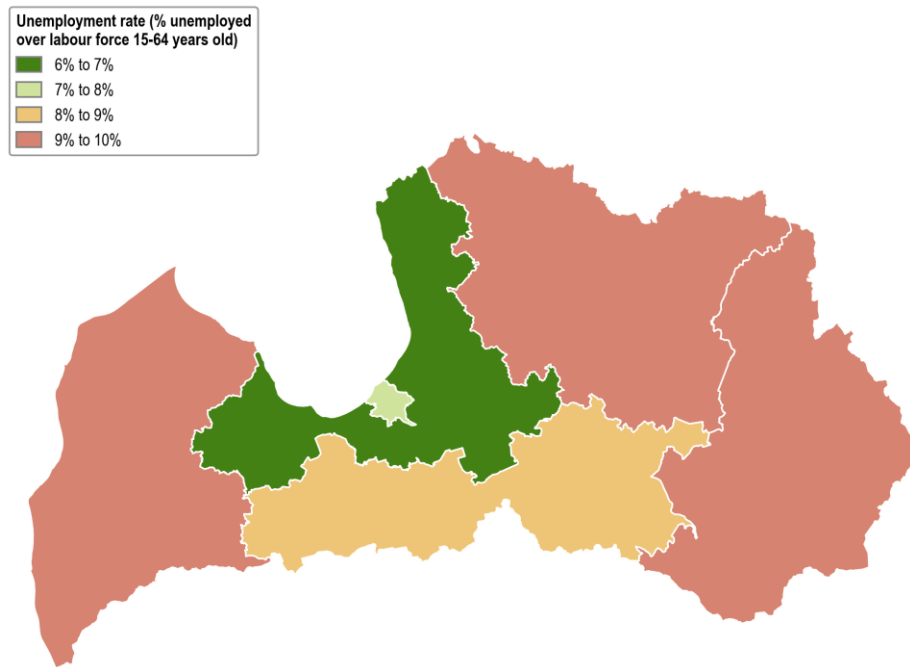 Unemployment rate (% unemployed
over labour force 15-64 years old)
6% to 7%
7% to 8%
8% to 9%
9% to 10%